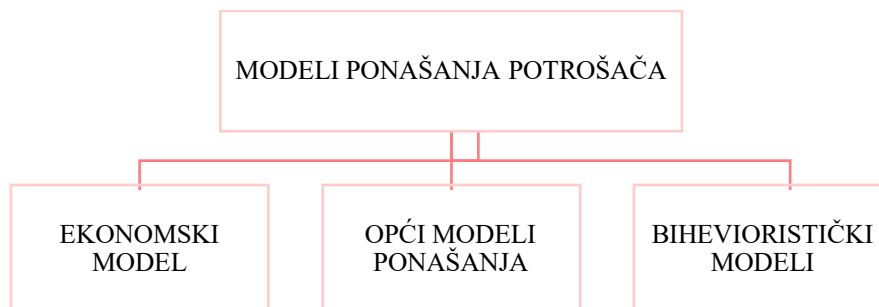 MODELI PONAŠANJA POTROŠAČA
EKONOMSKI
MODEL
OPĆI MODELI
PONAŠANJA
BIHEVIORISTIČKI
MODELI